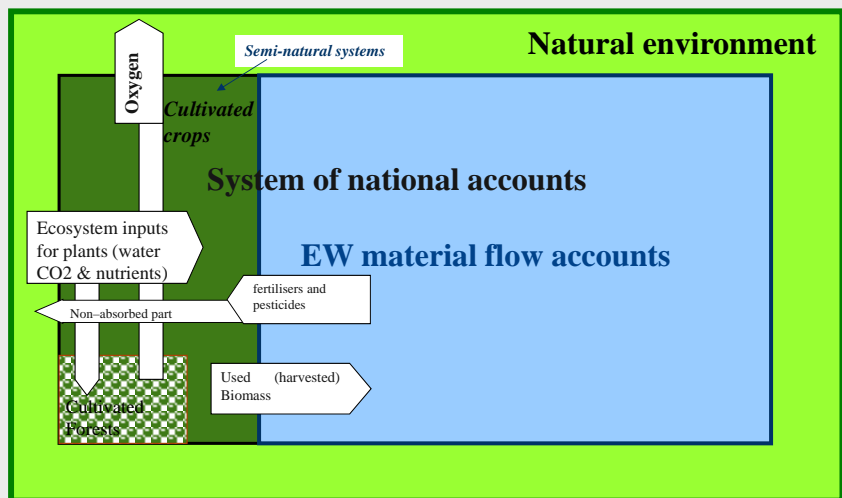 Natural environment
Semi-natural systems
Oxygen
Cultivated
crops
System of national accounts
Ecosystem inputs
for plants (water
CO2 & nutrients)
EW material flow accounts
fertilisers and
pesticides
Non–absorbed part
Used (harvested)
Biomass
Cultivated
Forests